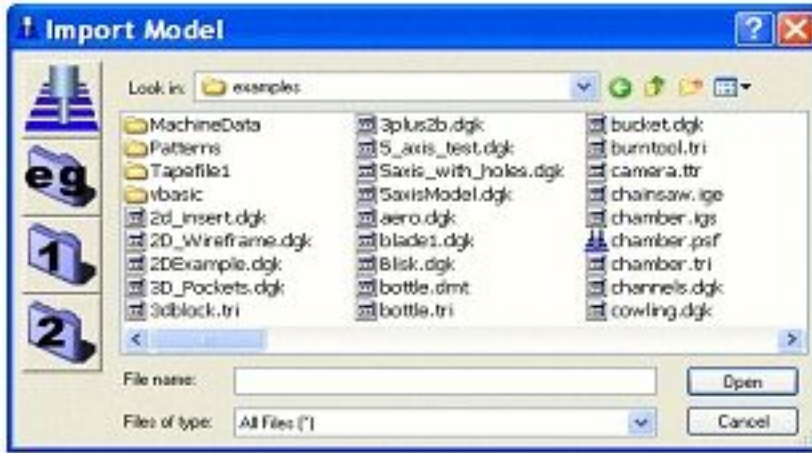 Import Model
Look in: examples
MachineData 3plus2b.dgk bucket.dgk
Patterns 5_axis_test.dgk burntool.tri
Tapefile1 5axis_with_holes.dgk camera.ttr
vbasic 5axisModel.dgk chainsaw.ige
2d_insert.dgk aero.dgk chamber.igs
2D_Wireframe.dgk blade1.dgk chamber.psf
2DExample.dgk Blisk.dgk chamber.tri
3D_Pockets.dgk bottle.dmt channels.dgk
3dblock.tri bottle.tri cowling.dgk
eg
1
2
File name: Open
Files of type: All Files (*) Cancel